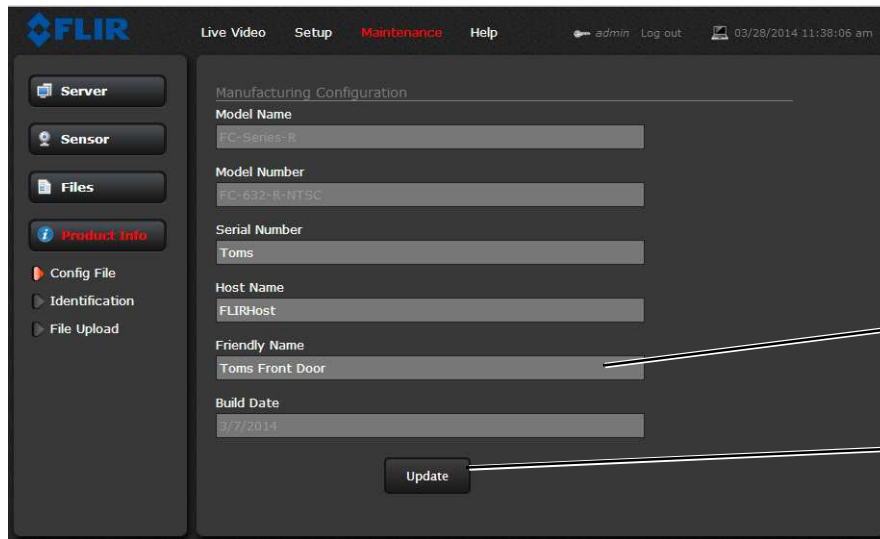 FLIR
Live Video Setup Maintenance Help admin Log out 03/28/2014 11:38:06 am
Server
Sensor
Files
Product Info
Config File
Identification
File Upload
Manufacturing Configuration
Model Name
FC-Series-R
Model Number
FC-632-R-NTSC
Serial Number
Toms
Host Name
FLIRHost
Friendly Name
Toms Front Door
Build Date
3/7/2014
Update